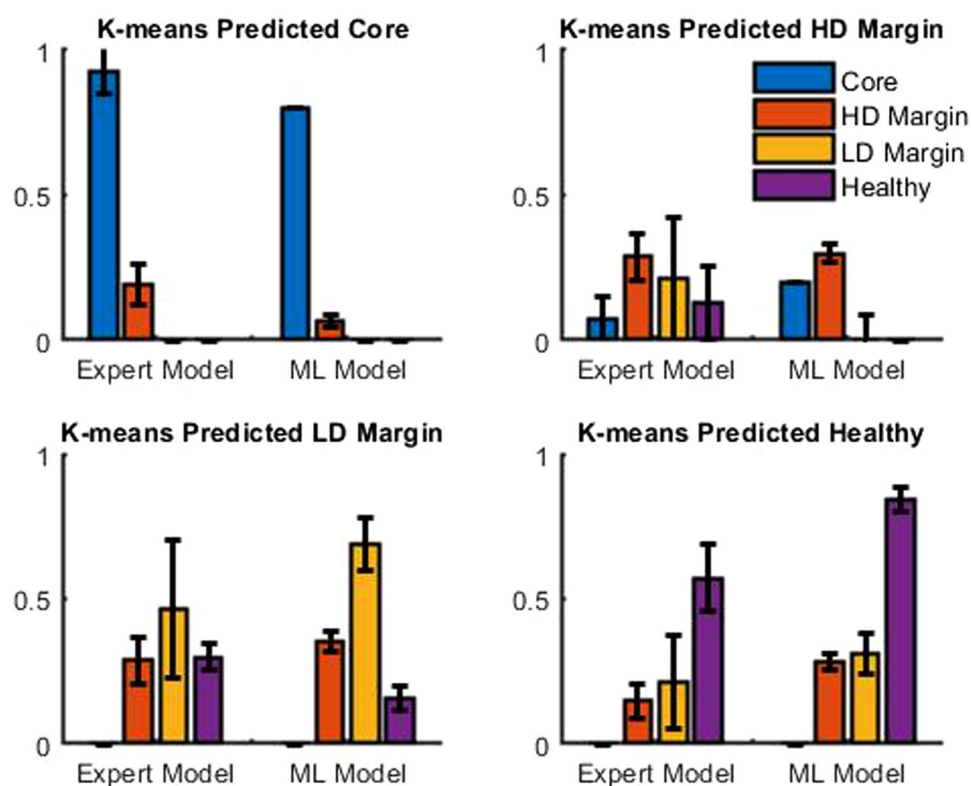 K-means Predicted Core
1
0.5
0
Expert Model ML Model
K-means Predicted HD Margin
1
0.5
0
Core
HD Margin
LD Margin
Healthy
Expert Model ML Model
K-means Predicted LD Margin
1
0.5
0
Expert Model ML Model
K-means Predicted Healthy
1
0.5
0
Expert Model ML Model